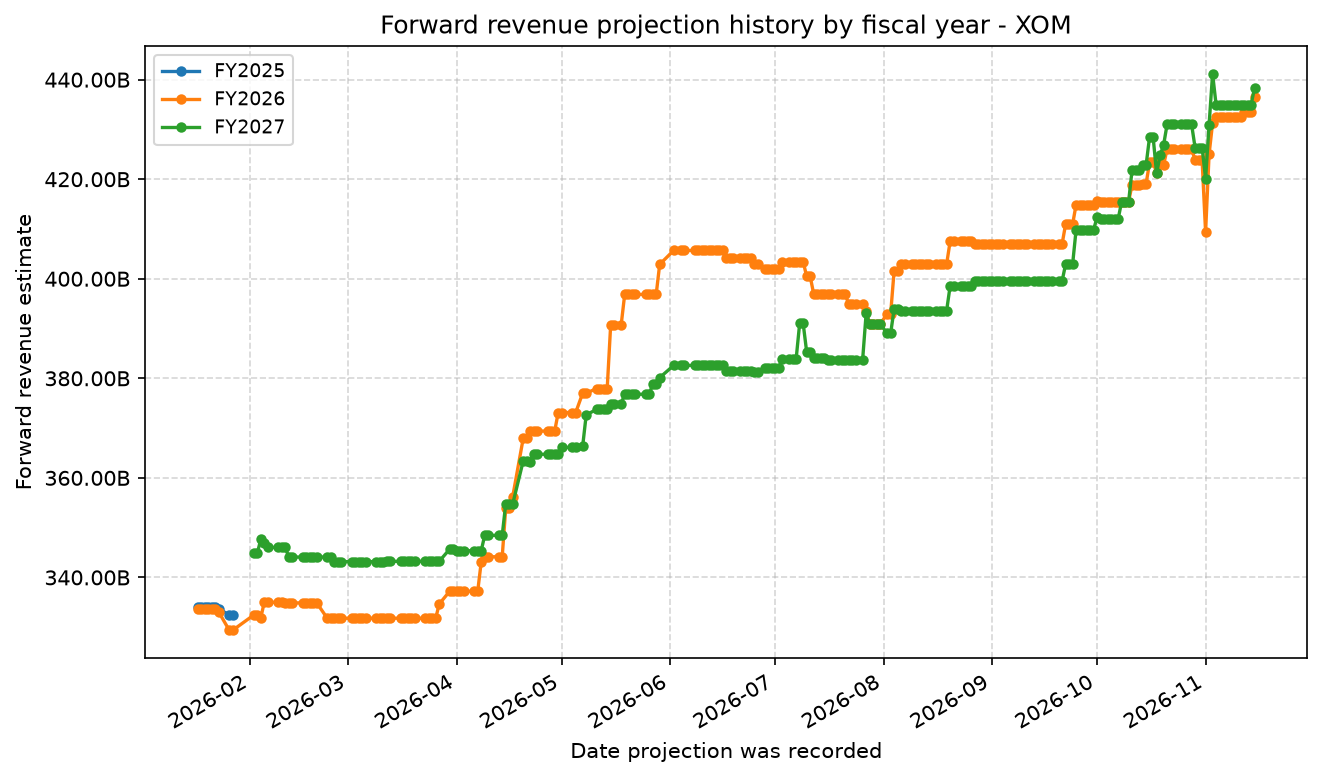 Forward revenue projection history by fiscal year - XOM
FY2025
FY2026
FY2027
Forward revenue estimate
440.00B
420.00B
400.00B
380.00B
360.00B
340.00B
2026-02
2026-03
2026-04
2026-05
2026-06
2026-07
2026-08
2026-09
2026-10
2026-11
Date projection was recorded